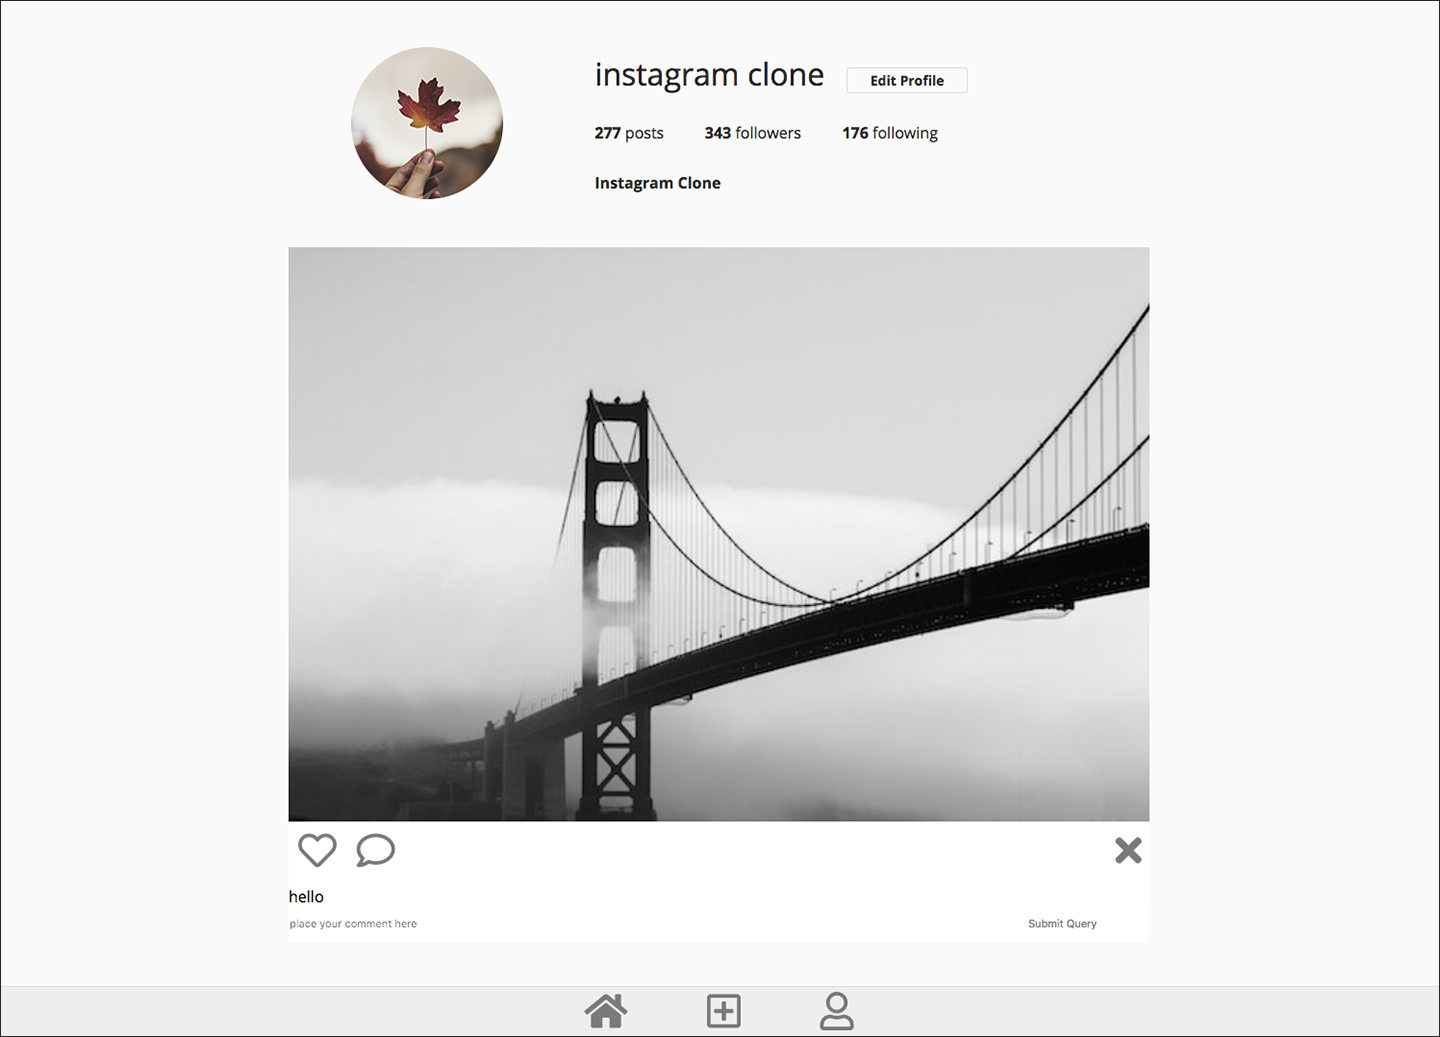 instagram clone
Edit Profile
277 posts 343 followers 176 following
Instagram Clone
hello
place your comment here
Submit Query